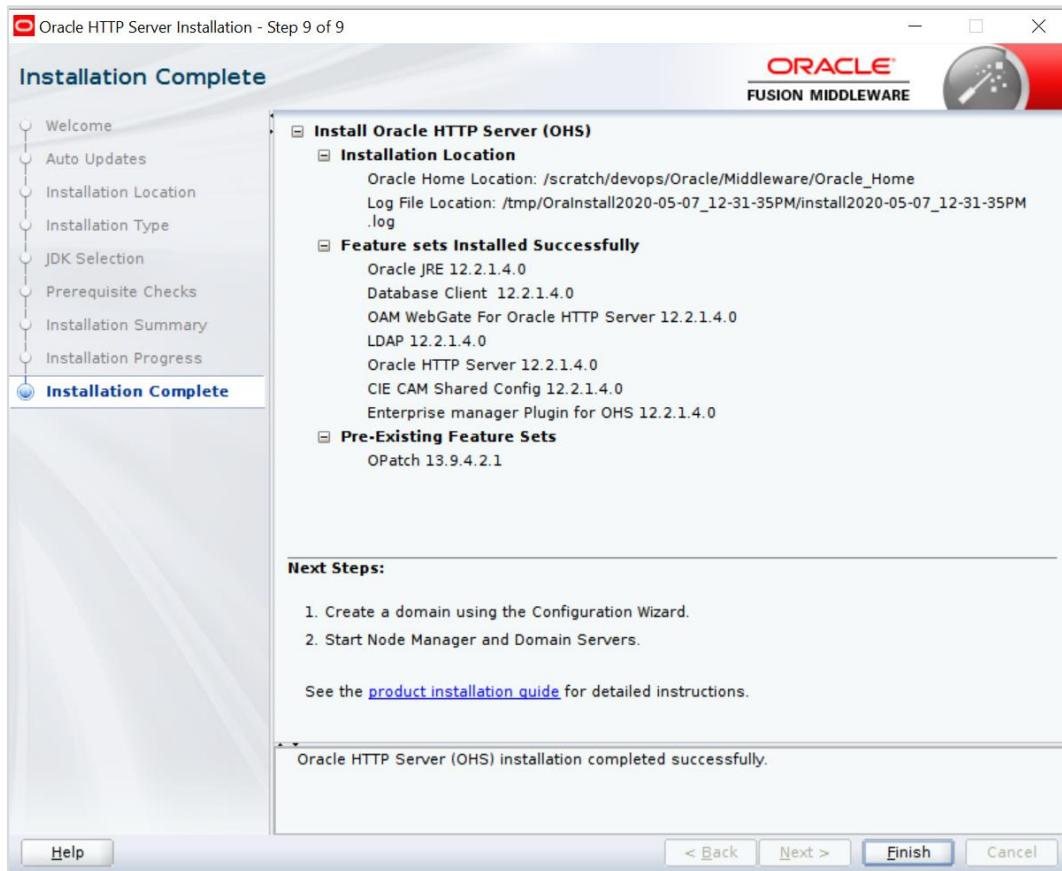 Oracle HTTP Server Installation - Step 9 of 9
Installation Complete
ORACLE
FUSION MIDDLEWARE
Welcome
Auto Updates
Installation Location
Installation Type
JDK Selection
Prerequisite Checks
Installation Summary
Installation Progress
Installation Complete
Install Oracle HTTP Server (OHS)
Installation Location
Oracle Home Location: /scratch/devops/Oracle/Middleware/Oracle_Home
Log File Location: /tmp/OraInstall2020-05-07_12-31-35PM/install2020-05-07_12-31-35PM
.log
Feature sets Installed Successfully
Oracle JRE 12.2.1.4.0
Database Client 12.2.1.4.0
OAM WebGate For Oracle HTTP Server 12.2.1.4.0
LDAP 12.2.1.4.0
Oracle HTTP Server 12.2.1.4.0
CIE CAM Shared Config 12.2.1.4.0
Enterprise manager Plugin for OHS 12.2.1.4.0
Pre-Existing Feature Sets
OPatch 13.9.4.2.1
Next Steps:
1. Create a domain using the Configuration Wizard.
2. Start Node Manager and Domain Servers.
See the product installation guide for detailed instructions.
Oracle HTTP Server (OHS) installation completed successfully.
Help
< Back
Next >
Finish
Cancel